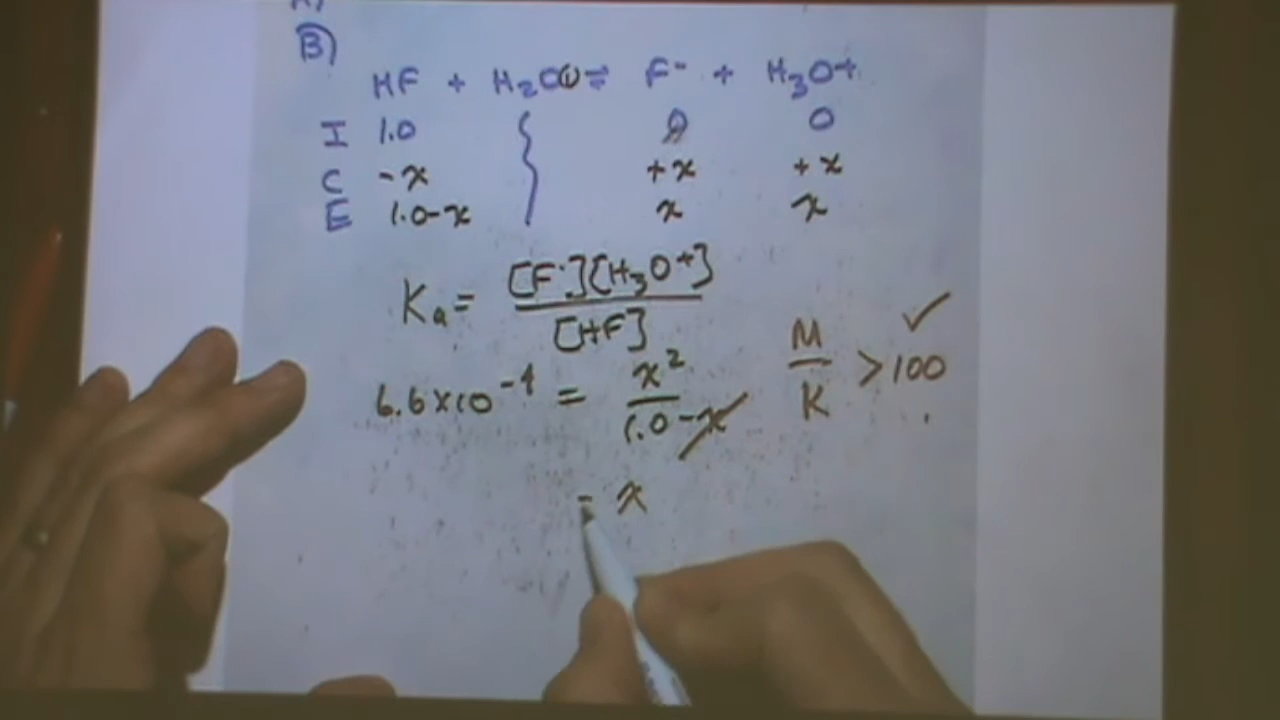 B)
HF + H₂O(l) ⇌ F⁻ + H₃O+
I 1.0 0 0
C -x +x +x
E 1.0-x x x
Ka = [F⁻][H₃O⁺] / [HF]
M / K > 100 ✓
6.6x10⁻⁴ = x² / 1.0-x
= x